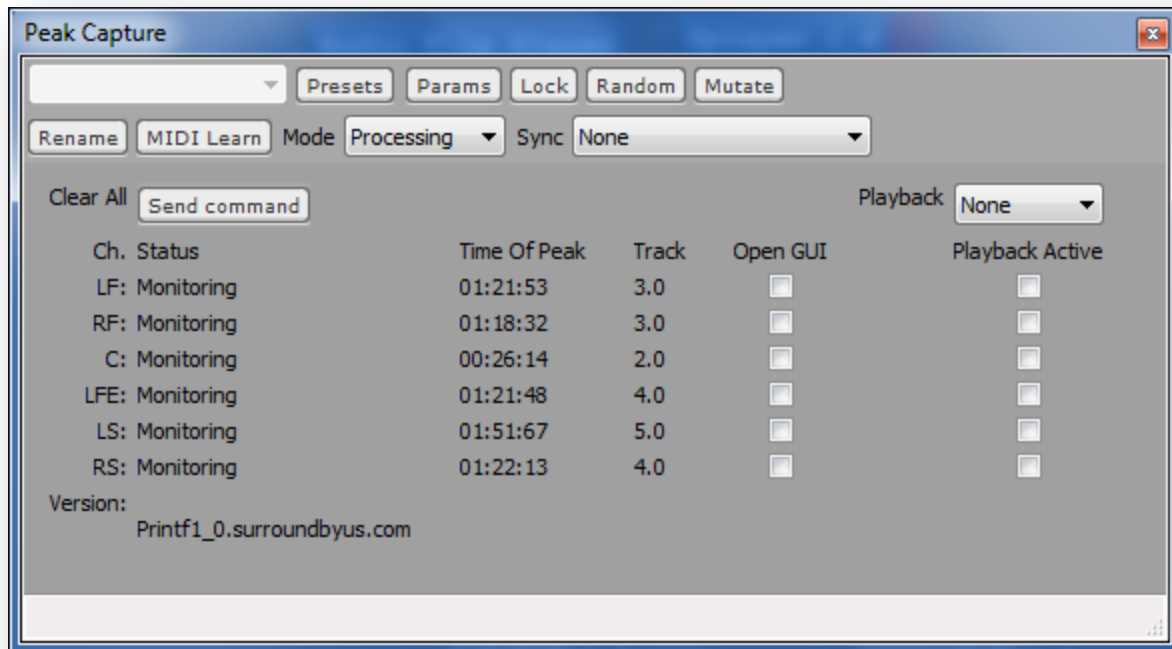 Peak Capture
Presets Params Lock Random Mutate
Rename MIDI Learn Mode Processing Sync None
Clear All Send command Playback None
Ch. Status Time Of Peak Track Open GUI Playback Active
LF: Monitoring 01:21:53 3.0
RF: Monitoring 01:18:32 3.0
C: Monitoring 00:26:14 2.0
LFE: Monitoring 01:21:48 4.0
LS: Monitoring 01:51:67 5.0
RS: Monitoring 01:22:13 4.0
Version:
Printf1_0.surroundbyus.com